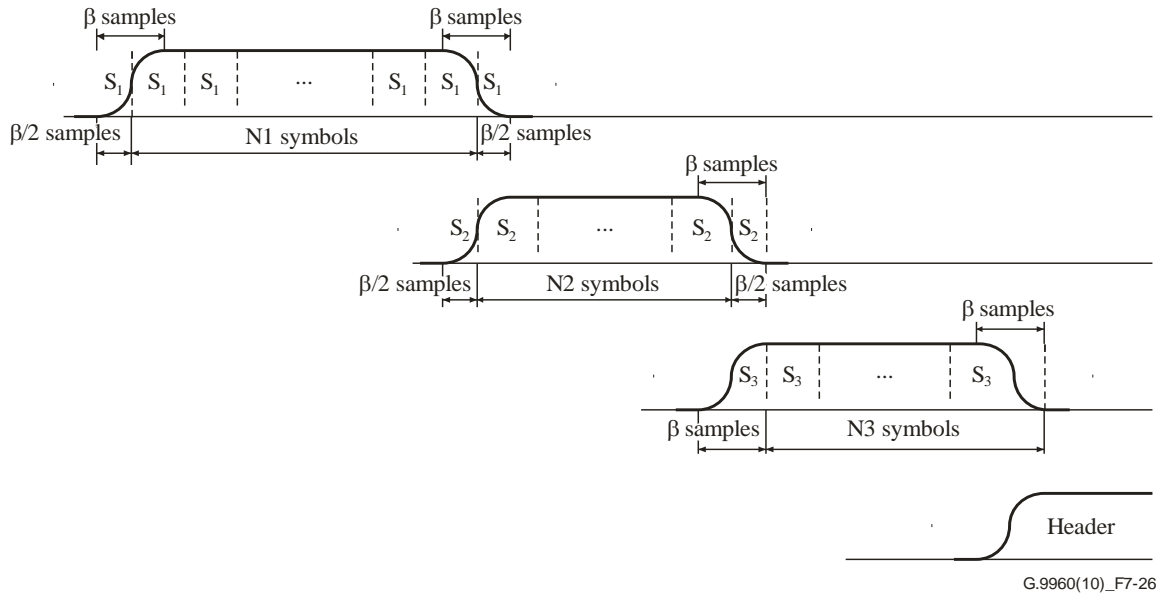 β samples β samples
S₁ S₁ S₁ ... S₁ S₁ S₁
β/2 samples N1 symbols β/2 samples
β samples
S₂ S₂ ... S₂ S₂
β/2 samples N2 symbols β/2 samples
β samples
S₃ S₃ ... S₃
β samples N3 symbols
Header
G.9960(10)_F7-26